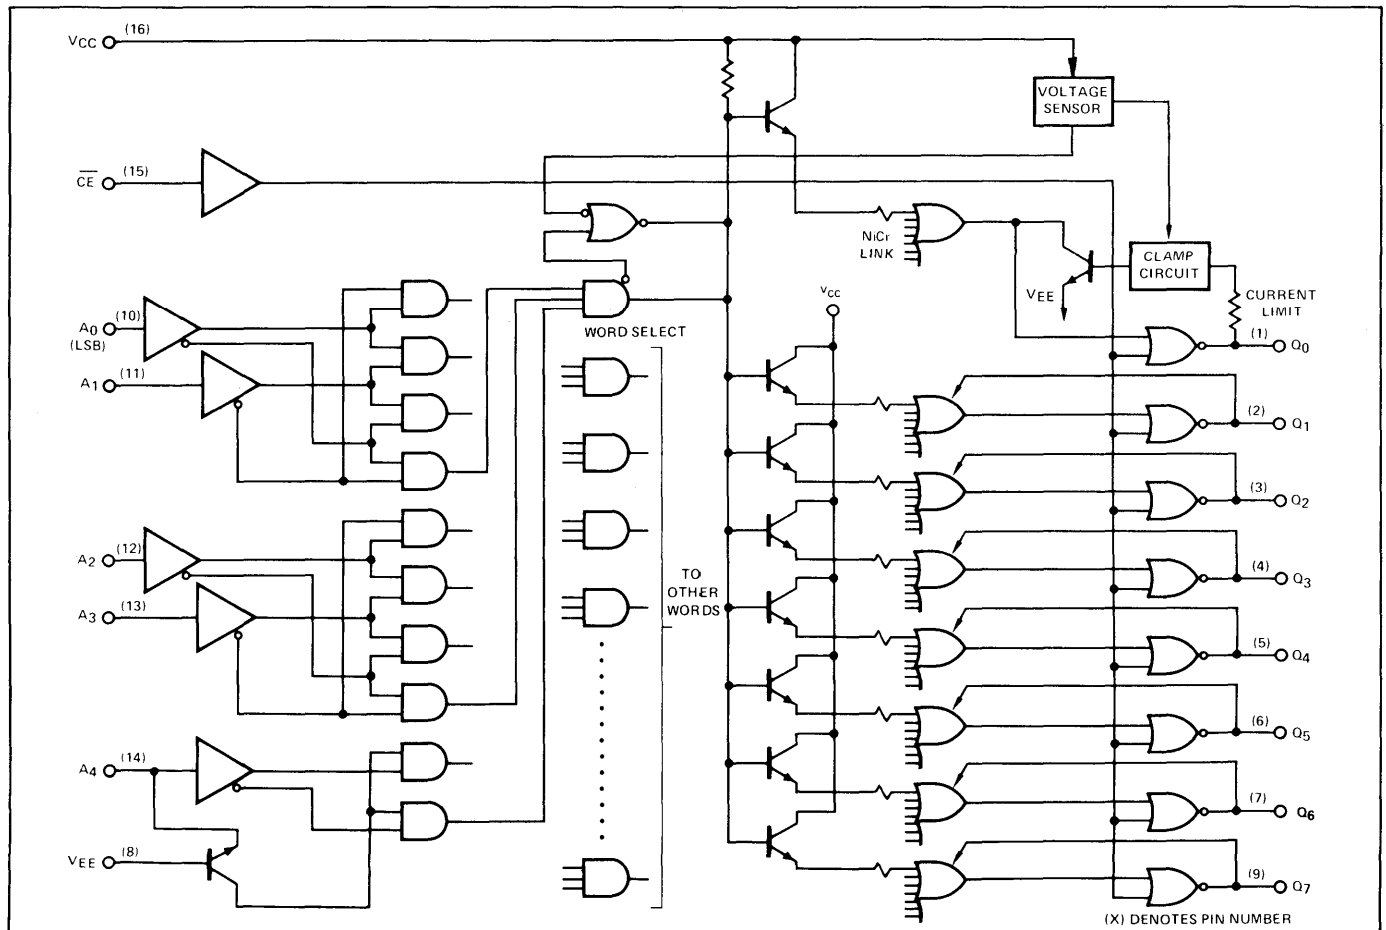 VCC (16)
VOLTAGE
SENSOR
CE (15)
NiCr
LINK
CLAMP
CIRCUIT
VEE
CURRENT
LIMIT
VCC
A0 (10)
(LSB)
WORD SELECT
(1) Q0
A1 (11)
(2) Q1
(3) Q2
A2 (12)
(4) Q3
TO
OTHER
WORDS
A3 (13)
(5) Q4
(6) Q5
A4 (14)
(7) Q6
VEE (8)
(9) Q7
(X) DENOTES PIN NUMBER